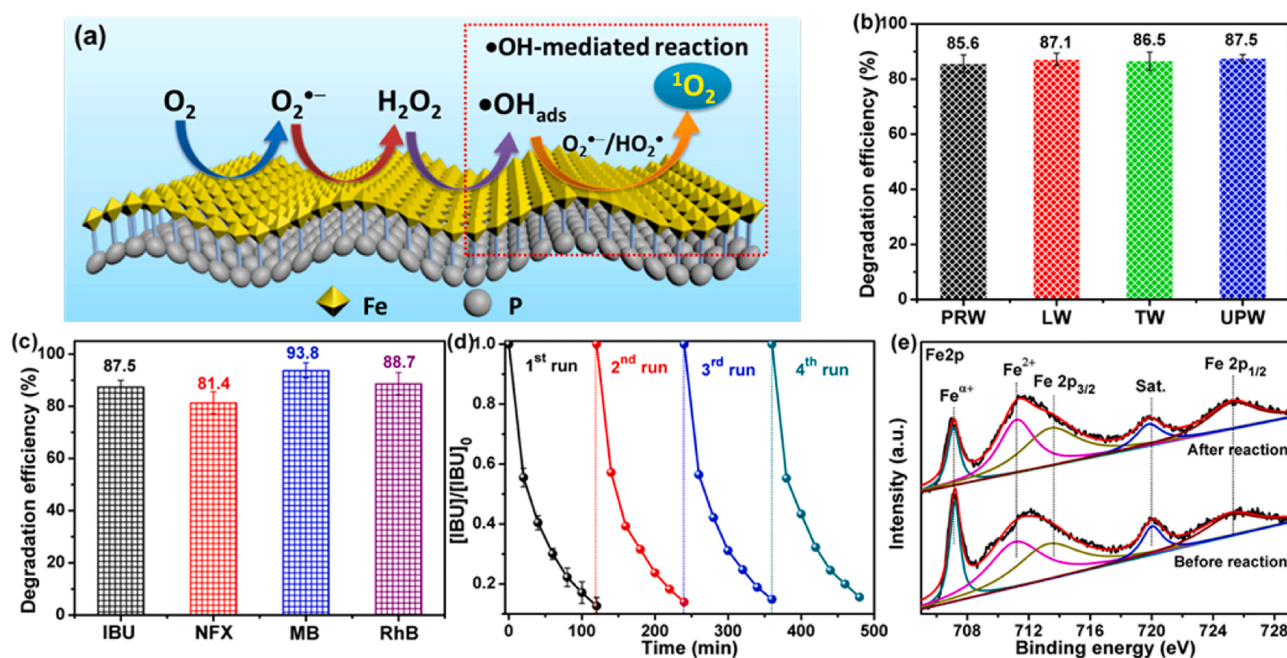 (a)
•OH-mediated reaction
¹O₂
O₂
O₂•⁻
H₂O₂
•OHads
O₂•⁻/HO₂•
Fe
P
(b)
Degradation efficiency (%)
100
80
60
40
20
0
85.6
87.1
86.5
87.5
PRW
LW
TW
UPW
(c)
Degradation efficiency (%)
100
80
60
40
20
0
87.5
81.4
93.8
88.7
IBU
NFX
MB
RhB
(d)
[IBU]/[IBU]₀
1.0
0.8
0.6
0.4
0.2
1st run
2nd run
3rd run
4th run
0
100
200
300
400
500
Time (min)
(e)
Fe2p
Intensity (a.u.)
Feα+
Fe²⁺
Fe 2p3/2
Sat.
Fe 2p1/2
After reaction
Before reaction
708
712
716
720
724
728
Binding energy (eV)